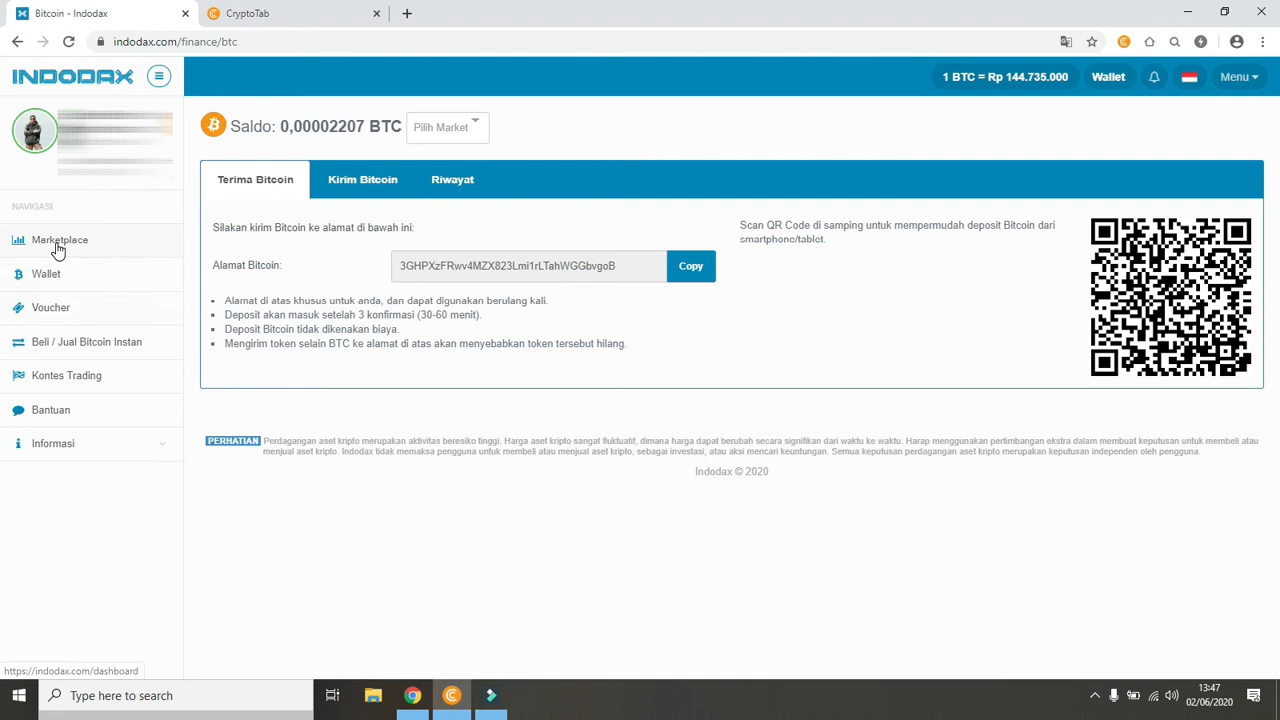 Bitcoin - Indodax
CryptoTab
indodax.com/finance/btc
INDODAX
1 BTC = Rp 144.735.000
Wallet
Menu
Saldo: 0,00002207 BTC
Pilih Market
Terima Bitcoin
Kirim Bitcoin
Riwayat
NAVIGASI
Marketplace
Wallet
Voucher
Beli / Jual Bitcoin Instan
Kontes Trading
Bantuan
Informasi
Silakan kirim Bitcoin ke alamat di bawah ini:
Alamat Bitcoin:
3GHPXzFRwv4MZX823Lmi1rLTahWGGbvgoB
Copy
Alamat di atas khusus untuk anda, dan dapat digunakan berulang kali.
Deposit akan masuk setelah 3 konfirmasi (30-60 menit).
Deposit Bitcoin tidak dikenakan biaya.
Mengirim token selain BTC ke alamat di atas akan menyebabkan token tersebut hilang.
Scan QR Code di samping untuk mempermudah deposit Bitcoin dari
smartphone/tablet.
PERHATIAN Perdagangan aset kripto merupakan aktivitas beresiko tinggi. Harga aset kripto sangat fluktuatif, dimana harga dapat berubah secara signifikan dari waktu ke waktu. Harap menggunakan pertimbangan ekstra dalam membuat keputusan untuk membeli atau
menjual aset kripto. Indodax tidak memaksa pengguna untuk membeli atau menjual aset kripto, sebagai investasi, atau aksi mencari keuntungan. Semua keputusan perdagangan aset kripto merupakan keputusan independen oleh pengguna.
Indodax © 2020
https://indodax.com/dashboard
Type here to search
13:47
02/06/2020